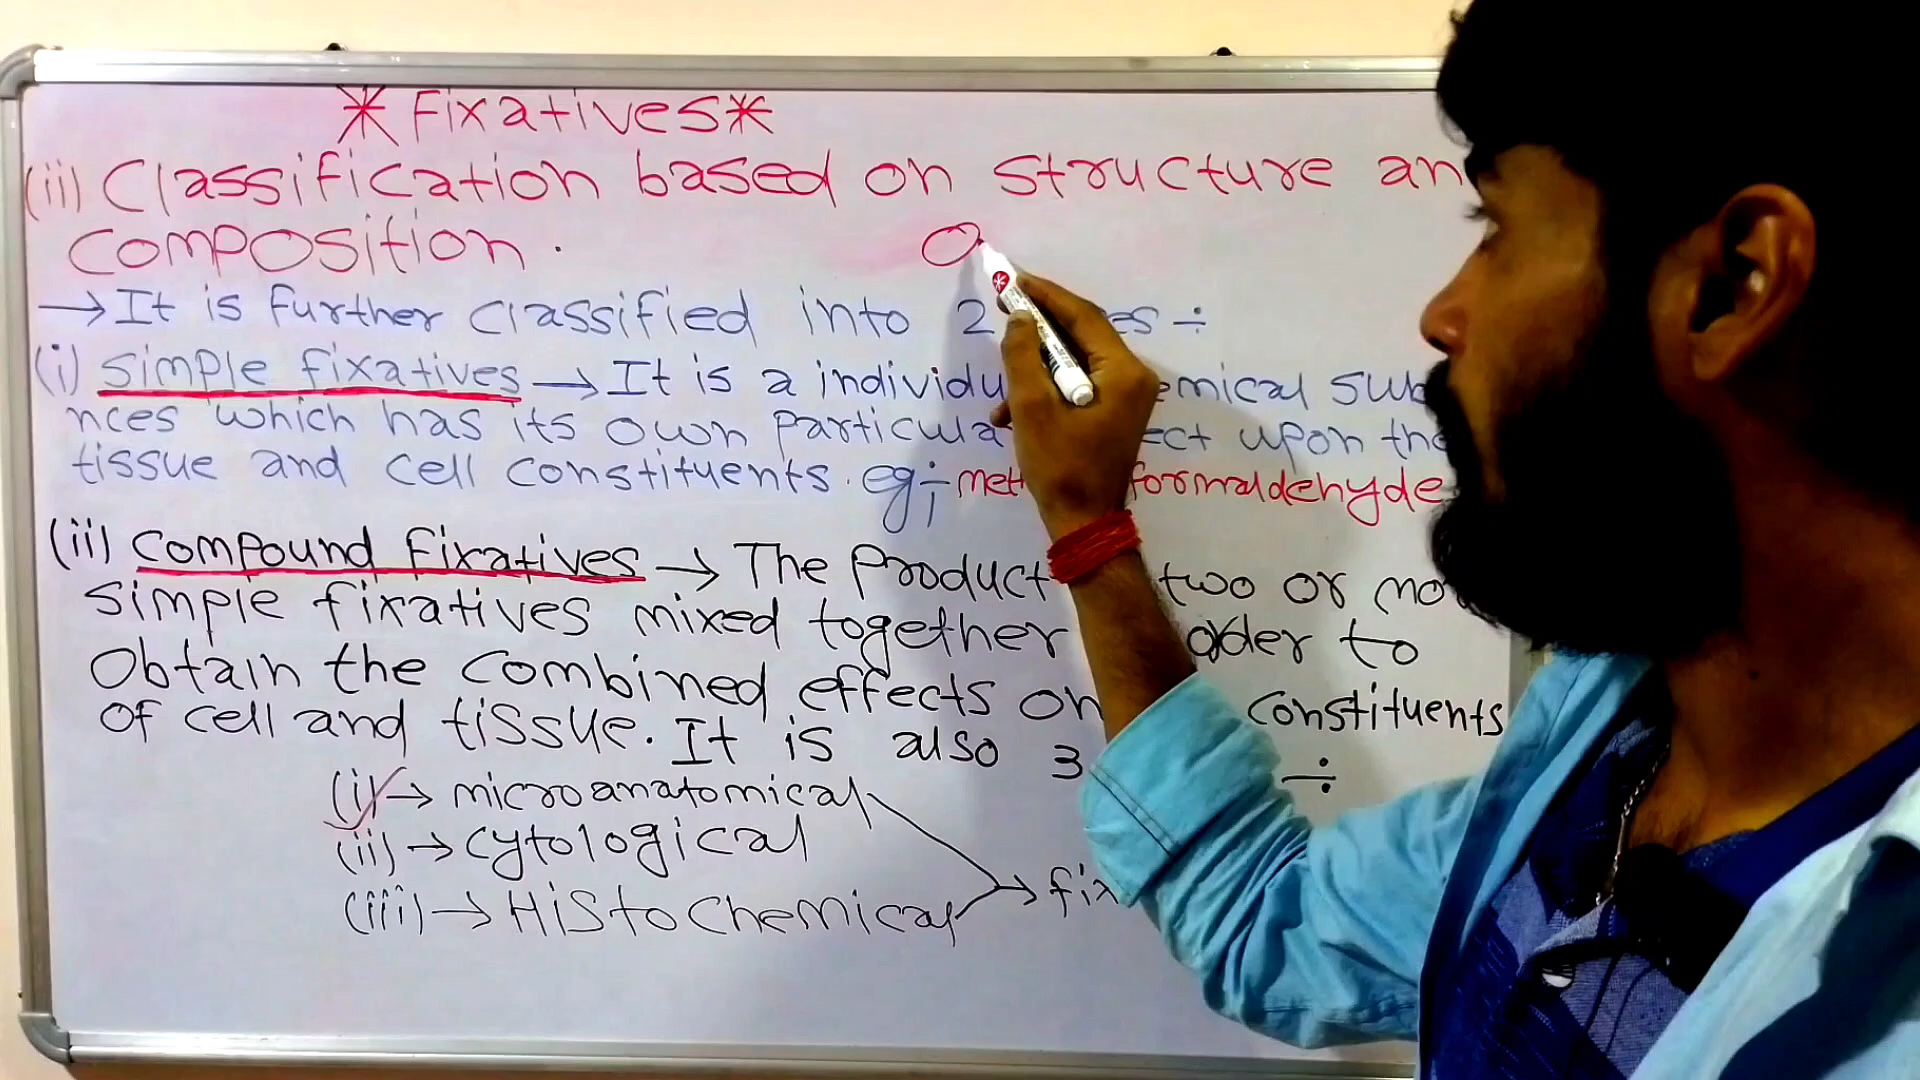 *Fixatives*
(ii) Classification based on structure an
composition.
→ It is further classified into 2 es ÷
(i) simple fixatives → It is a individu emical sub
nces which has its own particula ect upon the
tissue and cell constituents. eg ÷ met formaldehyde
(ii) compound fixatives → The product two or mo
simple fixatives mixed together order to
obtain the combined effects on constituents
of cell and tissue. It is also 3 ÷
(i) → microanatomical
(ii) → cytological
(iii) → Histochemical → fix